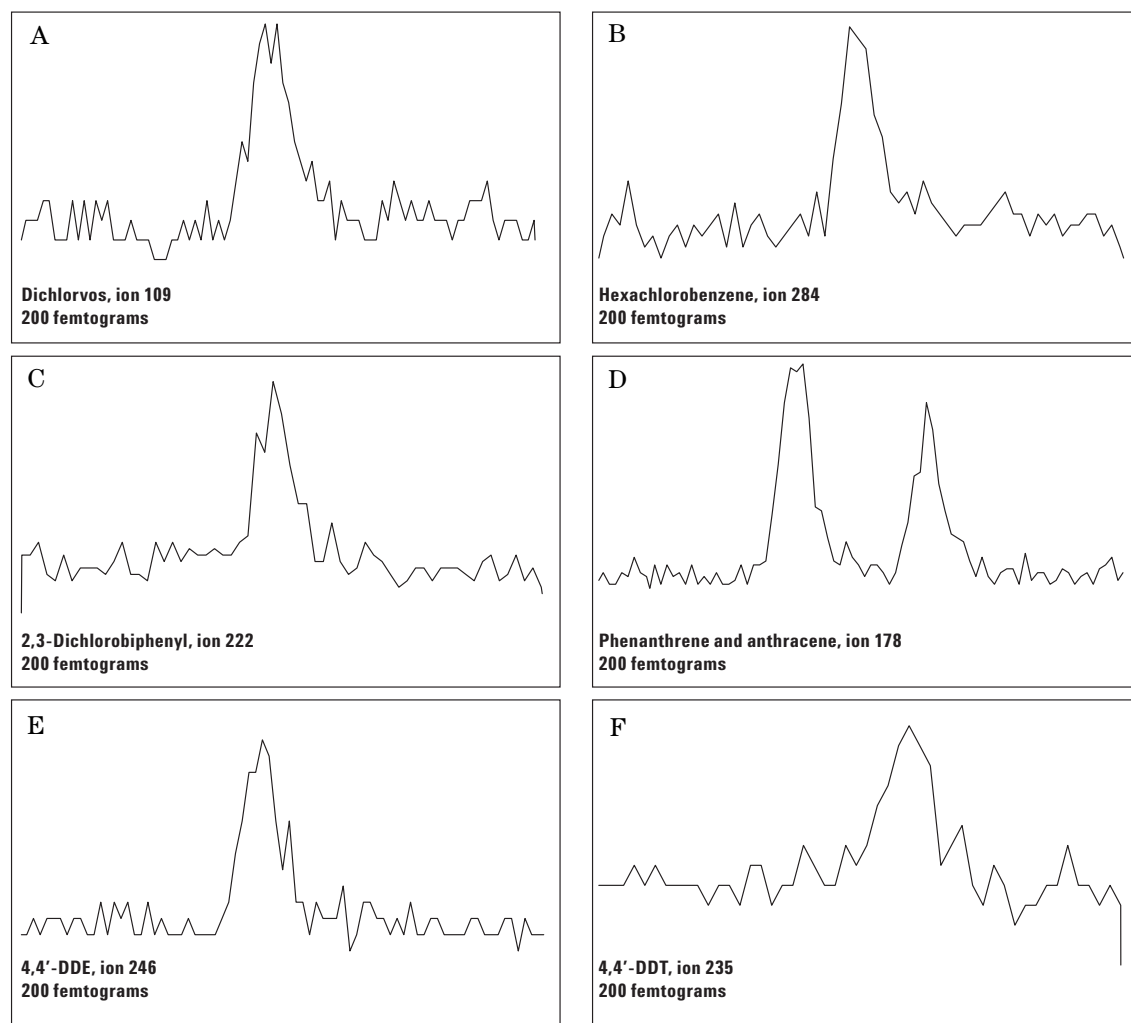 A
Dichlorvos, ion 109
200 femtograms
B
Hexachlorobenzene, ion 284
200 femtograms
C
2,3-Dichlorobiphenyl, ion 222
200 femtograms
D
Phenanthrene and anthracene, ion 178
200 femtograms
E
4,4′-DDE, ion 246
200 femtograms
F
4,4′-DDT, ion 235
200 femtograms